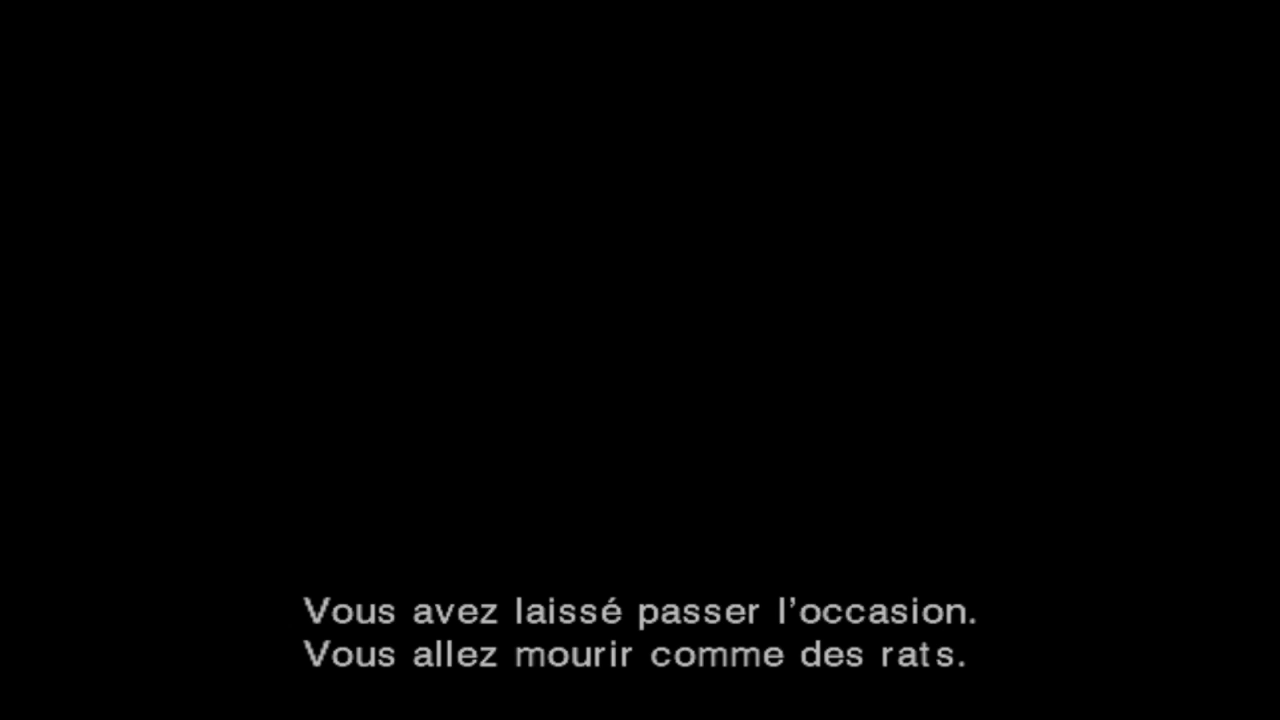 Vous avez laissé passer l’occasion.
Vous allez mourir comme des rats.